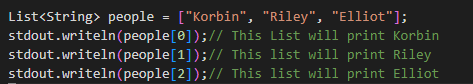 List<String> people = ["Korbin", "Riley", "Elliot"];
stdout.writeln(people[0]);// This List will print Korbin
stdout.writeln(people[1]);// This list will print Riley
stdout.writeln(people[2]);// This list will print Elliot